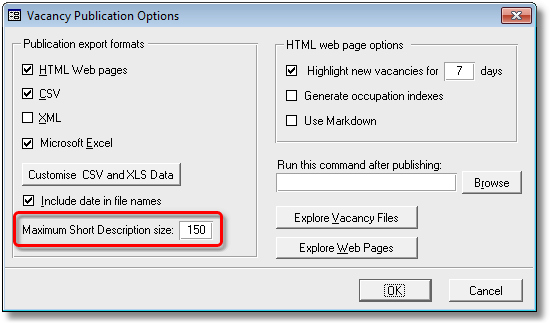 Vacancy Publication Options
Publication export formats
HTML Web pages
CSV
XML
Microsoft Excel
Customise CSV and XLS Data
Include date in file names
Maximum Short Description size: 150
HTML web page options
Highlight new vacancies for 7 days
Generate occupation indexes
Use Markdown
Run this command after publishing:
Browse
Explore Vacancy Files
Explore Web Pages
OK
Cancel